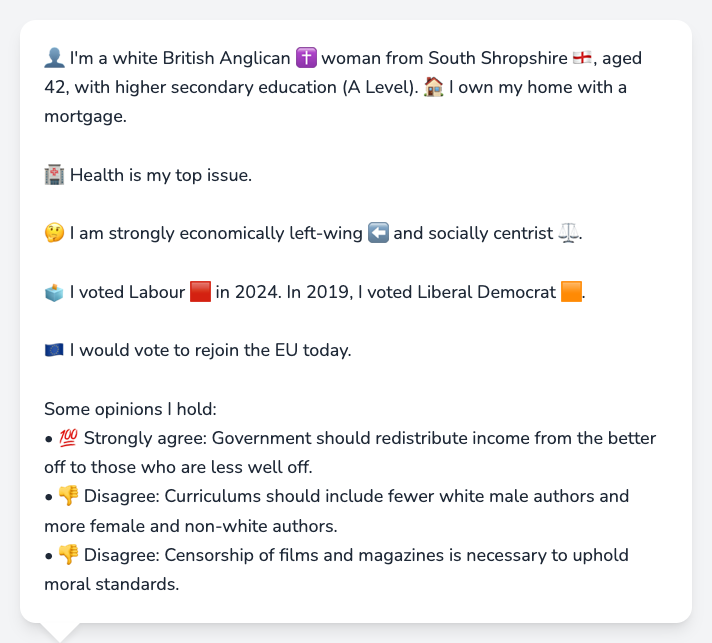 👤 I'm a white British Anglican ✝️ woman from South Shropshire 🏴󠁧󠁢󠁥󠁮󠁧󠁿, aged
42, with higher secondary education (A Level). 🏠 I own my home with a
mortgage.
🏥 Health is my top issue.
🤔 I am strongly economically left-wing ⬅️ and socially centrist ⚖️.
🗳️ I voted Labour 🟥 in 2024. In 2019, I voted Liberal Democrat 🟧.
🇪🇺 I would vote to rejoin the EU today.
Some opinions I hold:
• 💯 Strongly agree: Government should redistribute income from the better
off to those who are less well off.
• 👎 Disagree: Curriculums should include fewer white male authors and
more female and non-white authors.
• 👎 Disagree: Censorship of films and magazines is necessary to uphold
moral standards.